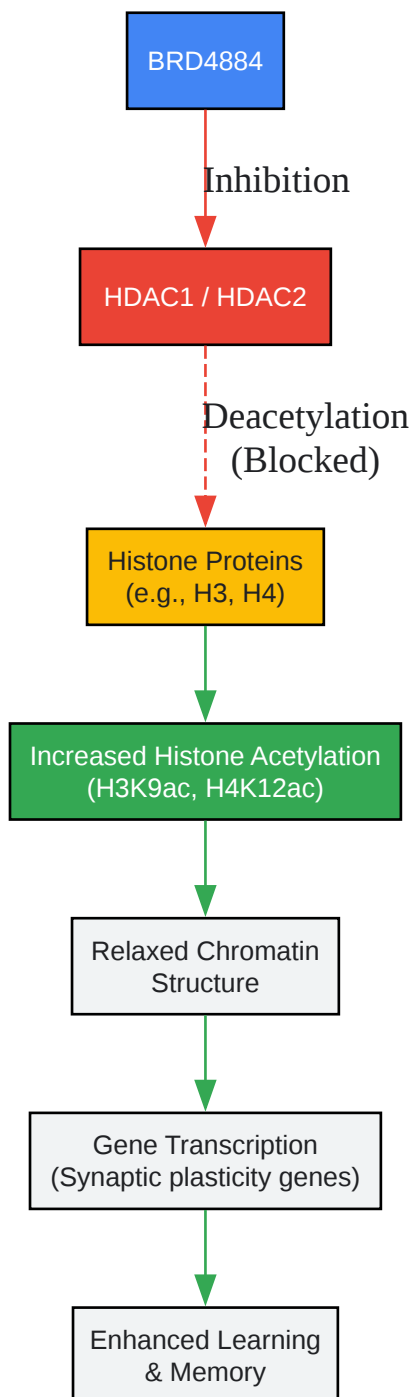 BRD4884
Inhibition
HDAC1 / HDAC2
Deacetylation
(Blocked)
Histone Proteins
(e.g., H3, H4)
Increased Histone Acetylation
(H3K9ac, H4K12ac)
Relaxed Chromatin
Structure
Gene Transcription
(Synaptic plasticity genes)
Enhanced Learning
& Memory